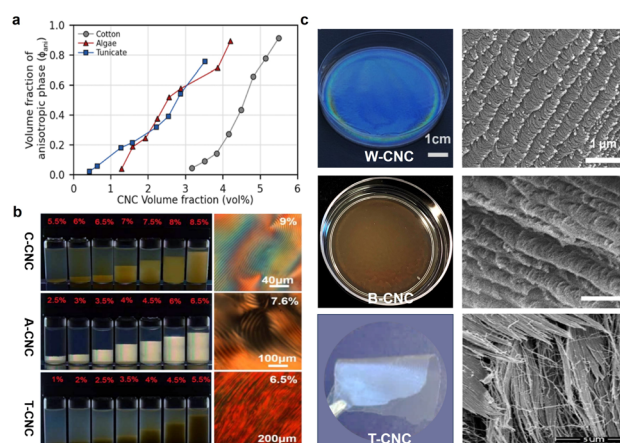 a
Cotton
Algae
Tunicate
Volume fraction of
anisotropic phase (ϕani)
1.0
0.8
0.6
0.4
0.2
0.0
0 1 2 3 4 5 6
CNC Volume fraction (vol%)
b
C-CNC
5.5% 6% 6.5% 7% 7.5% 8% 8.5%
9%
40μm
A-CNC
2.5% 3% 3.5% 4% 4.5% 6% 6.5%
7.6%
100μm
T-CNC
1% 2% 2.5% 3.5% 4% 4.5% 5.5%
6.5%
200μm
c
1cm
W-CNC
1 μm
B-CNC
T-CNC
5 μm